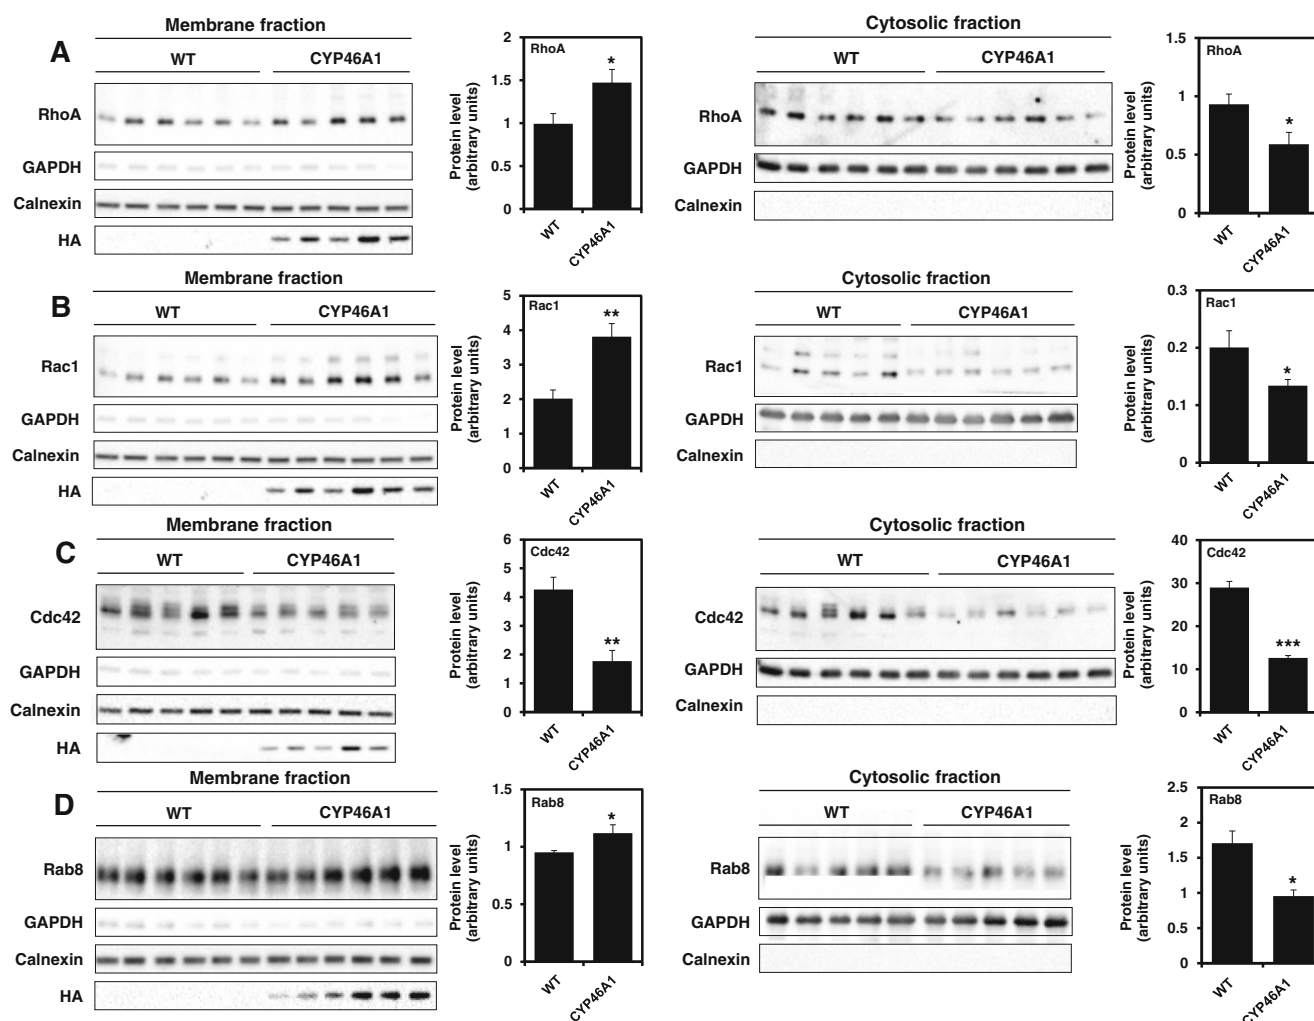 A
Membrane fraction
WT CYP46A1
RhoA
GAPDH
Calnexin
HA
Protein level
(arbitrary units)
2
1.5
1
0.5
0
RhoA
*
WT
CYP46A1
Cytosolic fraction
WT CYP46A1
RhoA
GAPDH
Calnexin
Protein level
(arbitrary units)
1.5
1
0.5
0
RhoA
*
WT
CYP46A1
B
Membrane fraction
WT CYP46A1
Rac1
GAPDH
Calnexin
HA
Protein level
(arbitrary units)
5
4
3
2
1
0
Rac1
**
WT
CYP46A1
Cytosolic fraction
WT CYP46A1
Rac1
GAPDH
Calnexin
Protein level
(arbitrary units)
0.3
0.2
0.1
0
Rac1
*
WT
CYP46A1
C
Membrane fraction
WT CYP46A1
Cdc42
GAPDH
Calnexin
HA
Protein level
(arbitrary units)
6
5
4
3
2
1
0
Cdc42
**
WT
CYP46A1
Cytosolic fraction
WT CYP46A1
Cdc42
GAPDH
Calnexin
Protein level
(arbitrary units)
40
30
20
10
0
Cdc42
***
WT
CYP46A1
D
Membrane fraction
WT CYP46A1
Rab8
GAPDH
Calnexin
HA
Protein level
(arbitrary units)
1.5
1
0.5
0
Rab8
*
WT
CYP46A1
Cytosolic fraction
WT CYP46A1
Rab8
GAPDH
Calnexin
Protein level
(arbitrary units)
2.5
2
1.5
1
0.5
0
Rab8
*
WT
CYP46A1